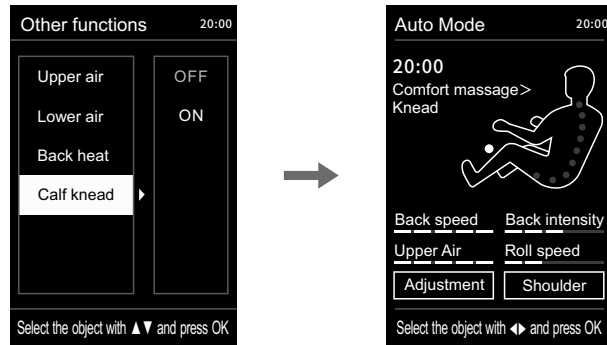 Other functions 20:00
Upper air OFF
Lower air ON
Back heat
Calf knead
Select the object with ▲▼ and press OK
Auto Mode 20:00
20:00
Comfort massage>
Knead
Back speed Back intensity
Upper Air Roll speed
Adjustment Shoulder
Select the object with ◀▶ and press OK